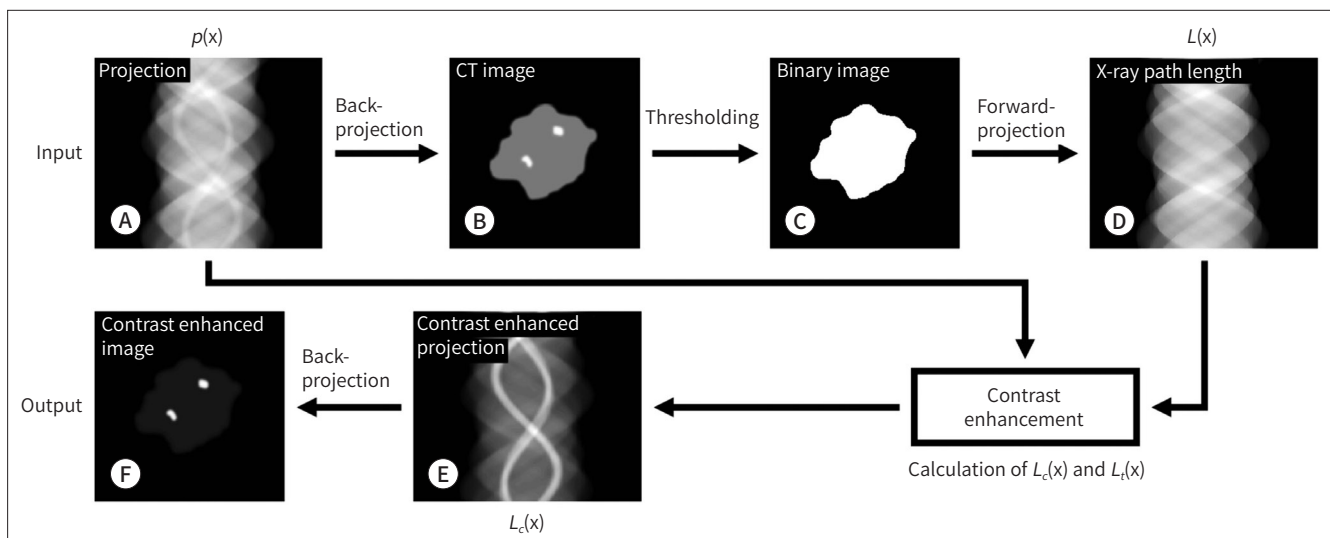 p(x)
L(x)
Projection
CT image
Binary image
X-ray path length
Back-
projection
Thresholding
Forward-
projection
Input
A
B
C
D
Contrast enhanced
image
Back-
projection
Contrast enhanced
projection
Contrast
enhancement
Output
F
E
Calculation of Lc(x) and Lt(x)
Lc(x)